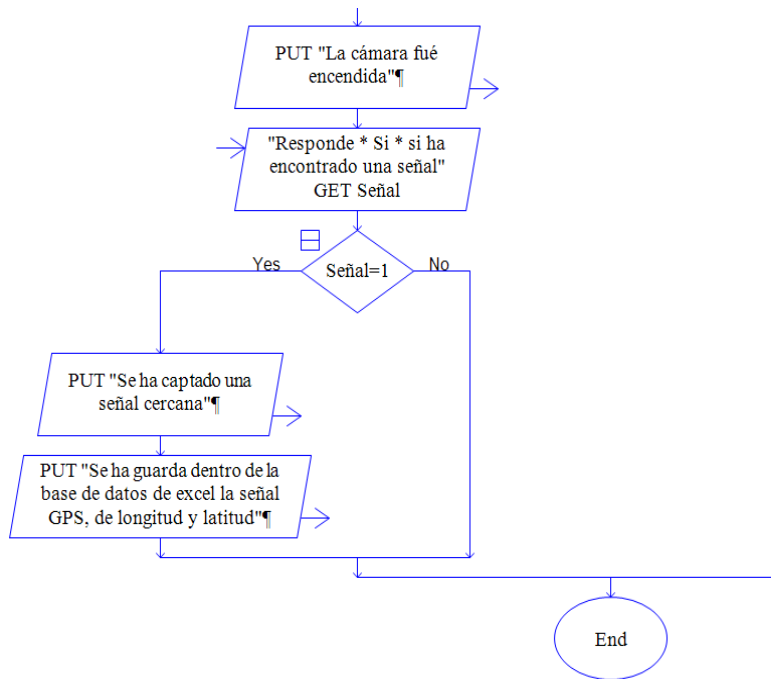 PUT "La cámara fué
encendida"¶
"Responde * Si * si ha
encontrado una señal"
GET Señal
Yes
Señal=1
No
PUT "Se ha captado una
señal cercana"¶
PUT "Se ha guarda dentro de la
base de datos de excel la señal
GPS, de longitud y latitud"¶
End